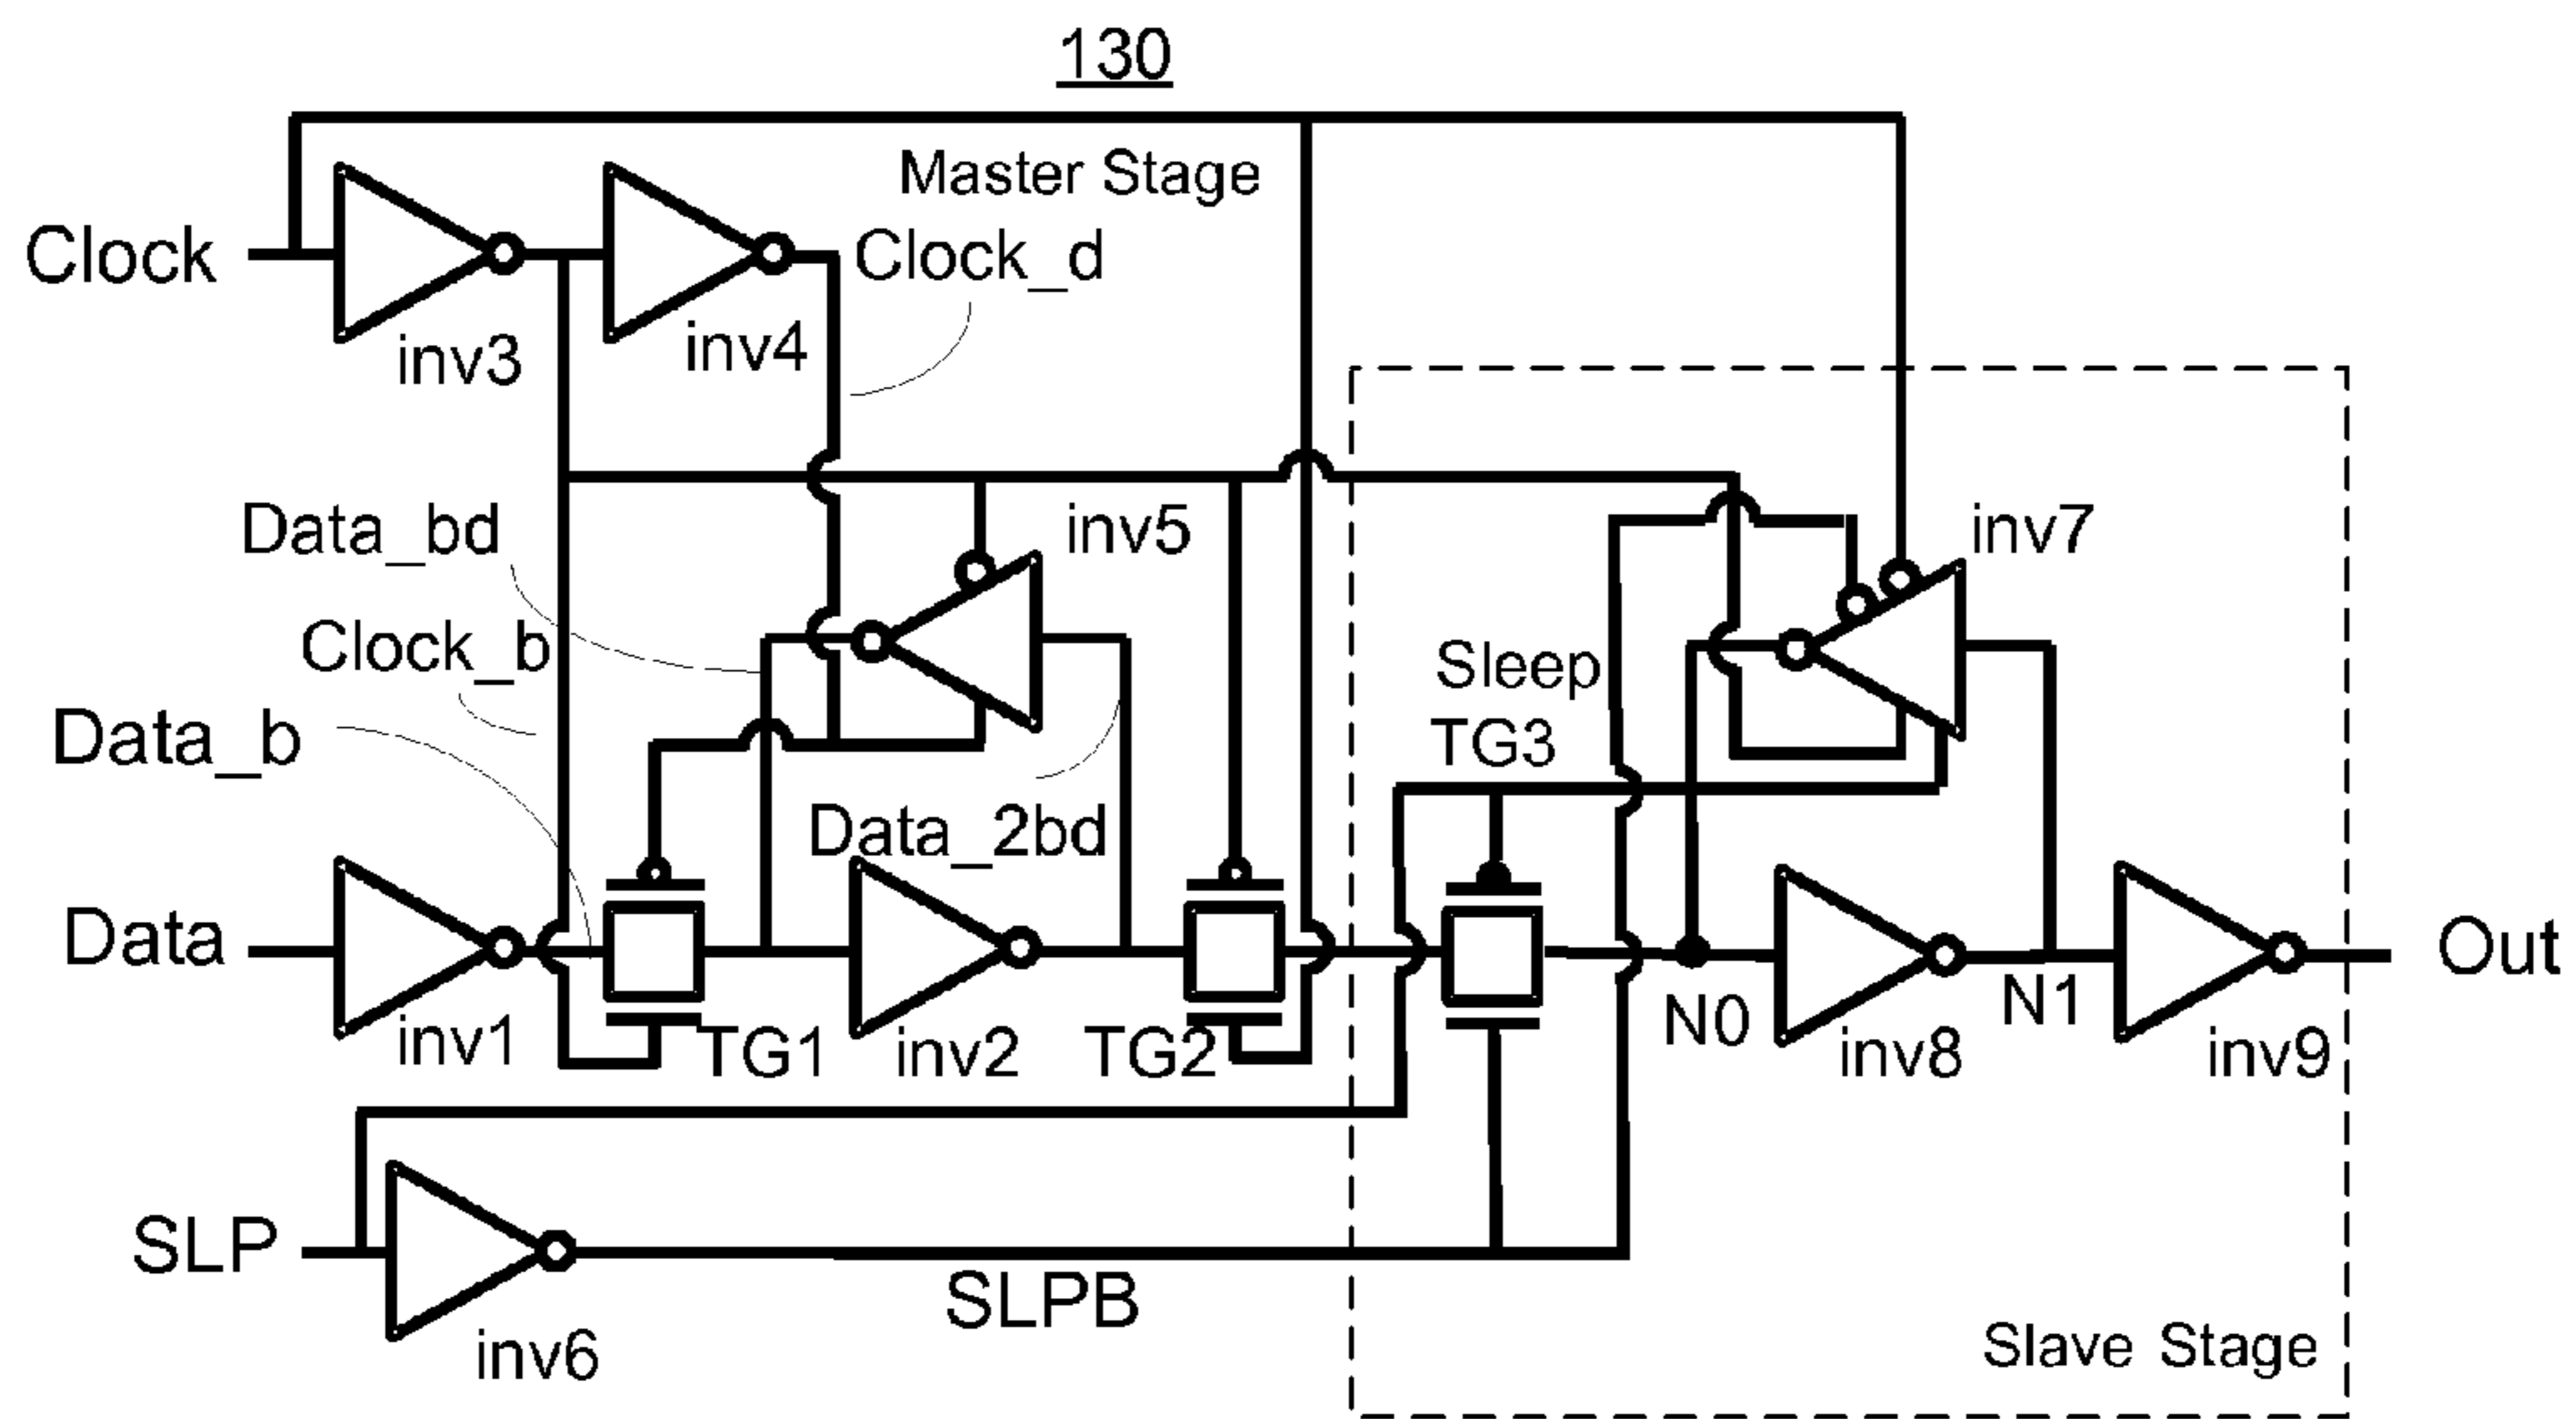 130
Master Stage
Clock
Clock_d
inv3
inv4
Data_bd
inv5
inv7
Clock_b
Sleep
TG3
Data_b
Data_2bd
Data
Out
N0
N1
inv1
TG1
inv2
TG2
inv8
inv9
SLP
SLPB
inv6
Slave Stage